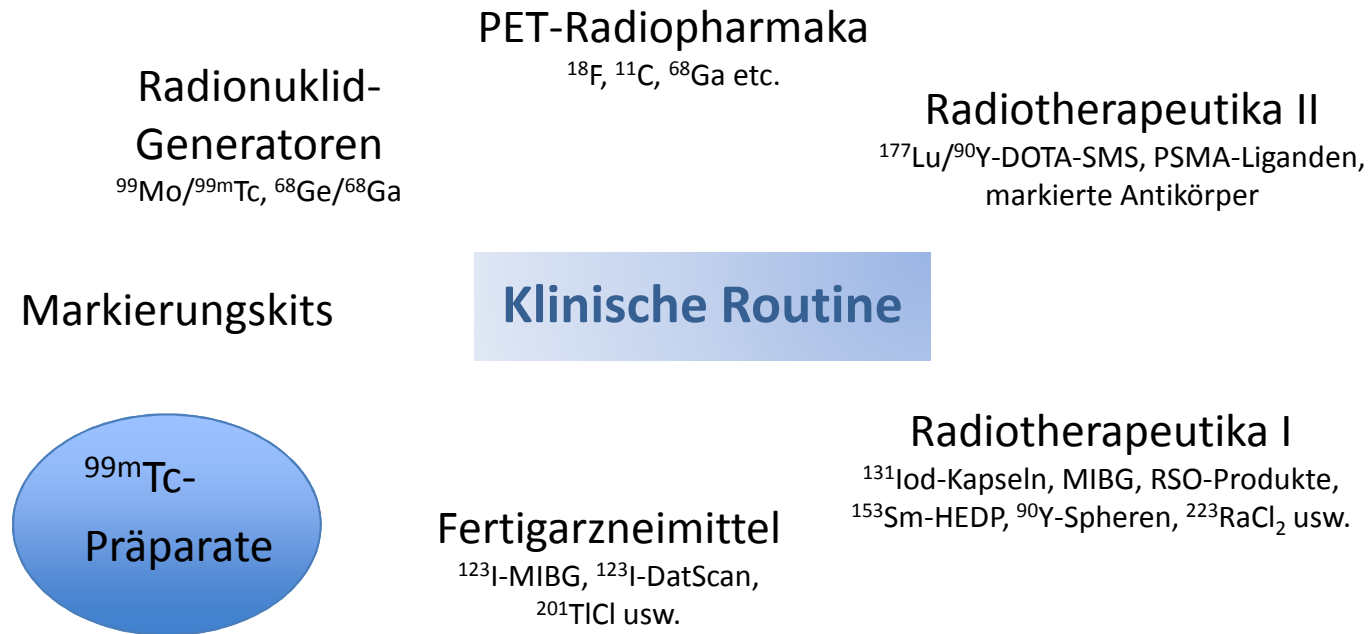 PET-Radiopharmaka
¹⁸F, ¹¹C, ⁶⁸Ga etc.
Radionuklid-
Generatoren
⁹⁹Mo/⁹⁹ᵐTc, ⁶⁸Ge/⁶⁸Ga
Radiotherapeutika II
¹⁷⁷Lu/⁹⁰Y-DOTA-SMS, PSMA-Liganden,
markierte Antikörper
Markierungskits
Klinische Routine
⁹⁹ᵐTc-
Präparate
Fertigarzneimittel
¹²³I-MIBG, ¹²³I-DatScan,
²⁰¹TlCl usw.
Radiotherapeutika I
¹³¹Iod-Kapseln, MIBG, RSO-Produkte,
¹⁵³Sm-HEDP, ⁹⁰Y-Spheren, ²²³RaCl₂ usw.